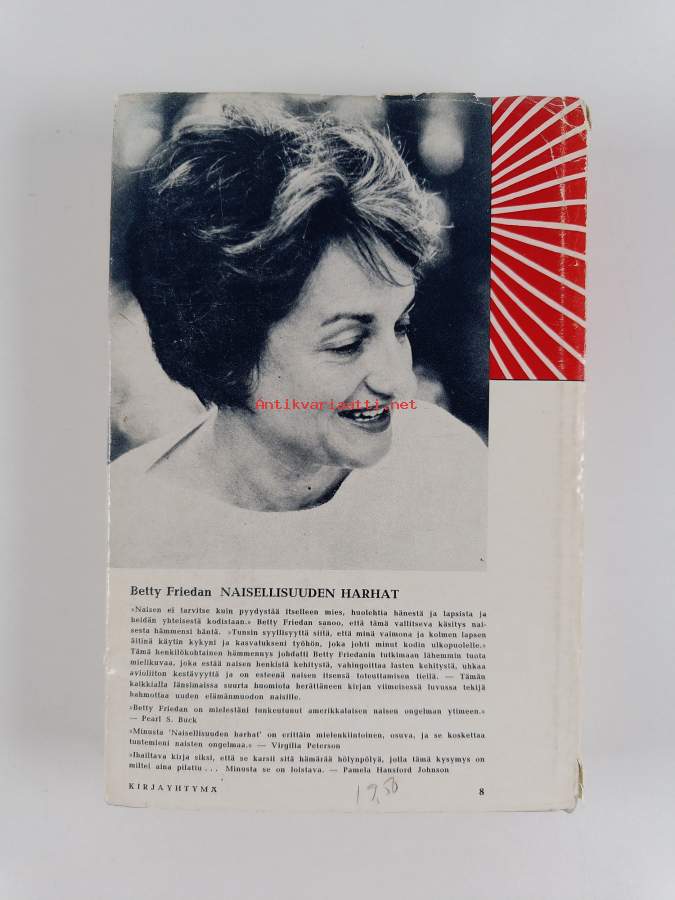 Antikvariaatti.net
Betty Friedan NAISELLISUUDEN HARHAT
»Naisen ei tarvitse kuin pyydystää itselleen mies, huolehtia hänestä ja lapsista ja
heidän yhteisestä kodistaan.» Betty Friedan sanoo, että tämä vallitseva käsitys nai-
sesta hämmensi häntä. »Tunsin syyllisyyttä siitä, että minä vaimona ja kolmen lapsen
äitinä käytin kykyni ja kasvatukseni työhön, joka johti minut kodin ulkopuolelle.»
Tämä henkilökohtainen hämmennys johdatti Betty Friedanin tutkimaan lähemmin tuota
mielikuvaa, joka estää naisen henkistä kehitystä, vahingoittaa lasten kehitystä, uhkaa
avioliiton kestävyyttä ja on esteenä naisen itsensä toteuttamisen tiellä. — Tämän
kaikkialla länsimaissa suurta huomiota herättäneen kirjan viimeisessä luvussa tekijä
hahmottaa uuden elämänmuodon naisille.
»Betty Friedan on mielestäni tunkeutunut amerikkalaisen naisen ongelman ytimeen.»
— Pearl S. Buck
»Minusta 'Naisellisuuden harhat' on erittäin mielenkiintoinen, osuva, ja se koskettaa
tuntemieni naisten ongelmaa.» — Virgilia Peterson
»Ihailtava kirja siksi, että se karsii sitä hämärää hölynpölyä, jolla tämä kysymys on
miltei aina pilattu ... Minusta se on loistava. — Pamela Hansford Johnson
KIRJAYHTYMÄ 8
19,50